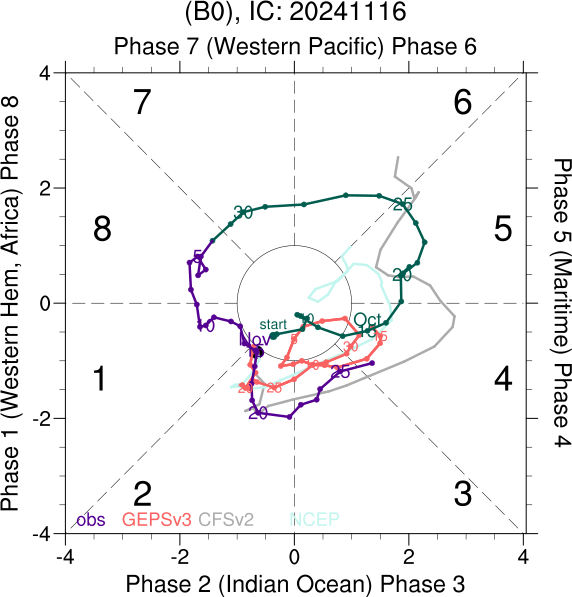 (B0), IC: 20241116
Phase 7 (Western Pacific) Phase 6
Phase 1 (Western Hem, Africa) Phase 8
Phase 5 (Maritime) Phase 4
4
2
0
-2
-4
7
6
8
5
1
4
2
3
30
25
20
15
Oct
start
Nov
5
20
25
30
25
obs GEPSv3 CFSv2 NCEP
-4 -2 0 2 4
Phase 2 (Indian Ocean) Phase 3